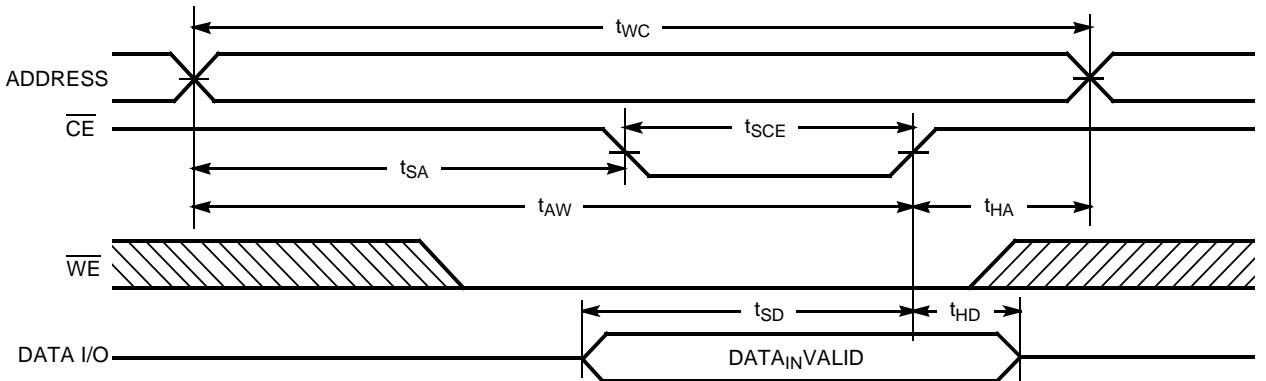 tWC
ADDRESS
CE
tSCE
tSA
tAW
tHA
WE
tSD
tHD
DATA I/O
DATAINVALID